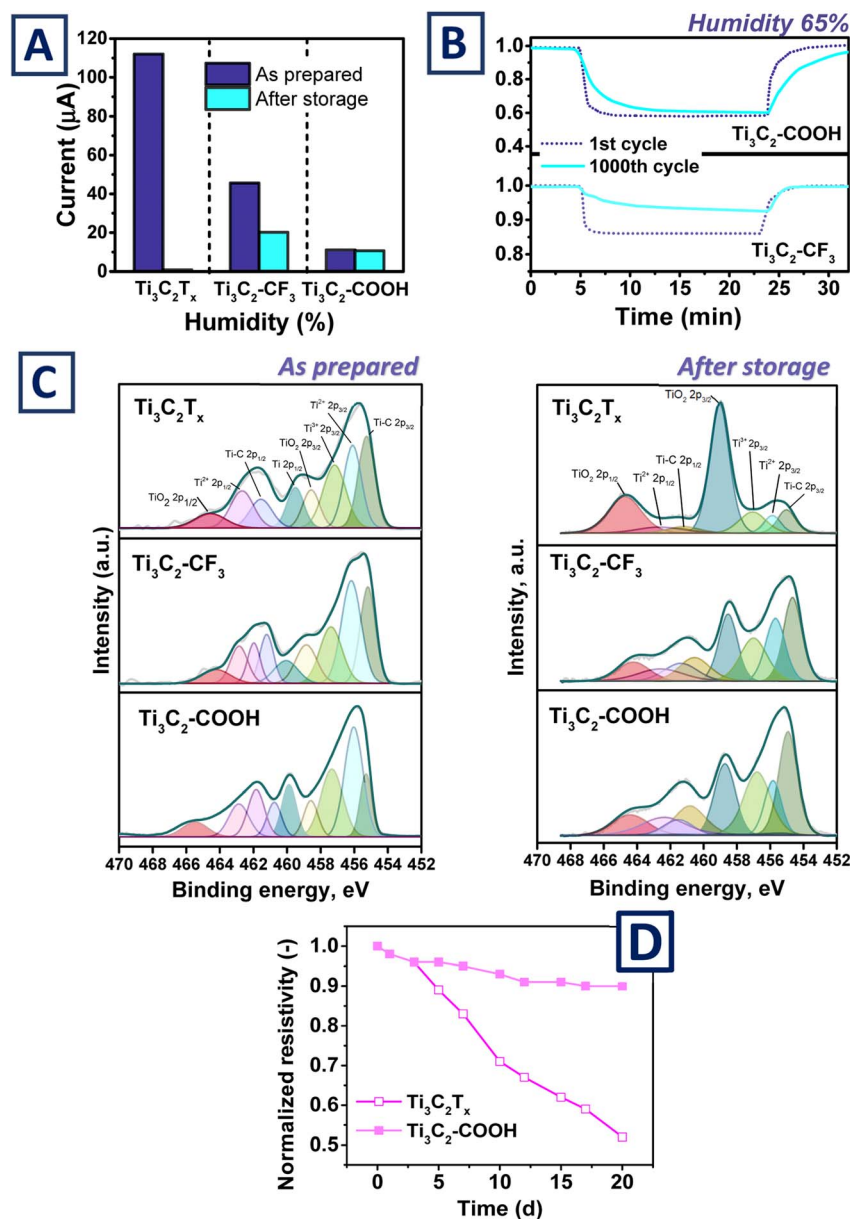 A
120
100
80
60
40
20
0
Current (μA)
As prepared
After storage
Ti₃C₂Tₓ
Ti₃C₂-CF₃
Ti₃C₂-COOH
Humidity (%)
B
Humidity 65%
1.0
0.8
0.6
0.4
Ti₃C₂-COOH
1st cycle
1000th cycle
1.0
0.9
0.8
Ti₃C₂-CF₃
0 5 10 15 20 25 30
Time (min)
C
As prepared
Ti₃C₂Tₓ
TiO₂ 2p1/2
Ti²⁺ 2p₁/₂
Ti-C 2p₁/₂
Ti 2p₁/₂
TiO₂ 2p₃/₂
Ti³⁺ 2p₃/₂
Ti²⁺ 2p₃/₂
Ti-C 2p₃/₂
Ti₃C₂-CF₃
Ti₃C₂-COOH
Intensity (a.u.)
470 468 466 464 462 460 458 456 454 452
Binding energy, eV
After storage
Ti₃C₂Tₓ
TiO₂ 2p₁/₂
Ti²⁺ 2p₁/₂
Ti-C 2p₁/₂
TiO₂ 2p₃/₂
Ti³⁺ 2p₃/₂
Ti²⁺ 2p₃/₂
Ti-C 2p₃/₂
Ti₃C₂-CF₃
Ti₃C₂-COOH
Intensity, a.u.
470 468 466 464 462 460 458 456 454 452
Binding energy, eV
D
1.0
0.9
0.8
0.7
0.6
0.5
Normalized resistivity (-)
Ti₃C₂Tₓ
Ti₃C₂-COOH
0 5 10 15 20
Time (d)